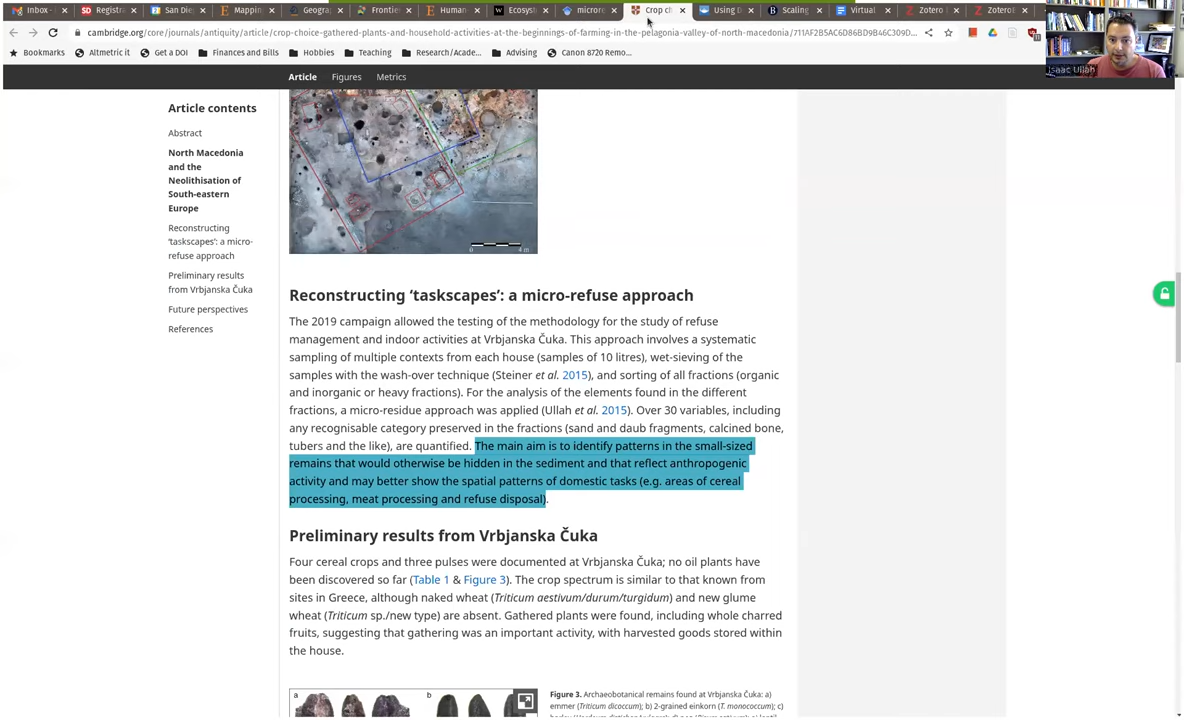 Inbox -
Registra
San Die
Mappin
Geograp
Frontie
Human-
Ecosyst
microre
Crop ch
Using D
Scaling
Virtual
Zotero |
ZoteroB
cambridge.org/core/journals/antiquity/article/crop-choice-gathered-plants-and-household-activities-at-the-beginnings-of-farming-in-the-pelagonia-valley-of-north-macedonia/711AF2B5AC6D86BD9B46C309D...
Bookmarks Altmetric it Get a DOI Finances and Bills Hobbies Teaching Research/Acade... Advising Canon 8720 Remo...
Isaac Ullah
Article Figures Metrics
Article contents
Abstract
North Macedonia
and the
Neolithisation of
South-eastern
Europe
Reconstructing
‘taskscapes’: a micro-
refuse approach
Preliminary results
from Vrbjanska Čuka
Future perspectives
References
0 4 m
Reconstructing ‘taskscapes’: a micro-refuse approach
The 2019 campaign allowed the testing of the methodology for the study of refuse
management and indoor activities at Vrbjanska Čuka. This approach involves a systematic
sampling of multiple contexts from each house (samples of 10 litres), wet-sieving of the
samples with the wash-over technique (Steiner et al. 2015), and sorting of all fractions (organic
and inorganic or heavy fractions). For the analysis of the elements found in the different
fractions, a micro-residue approach was applied (Ullah et al. 2015). Over 30 variables, including
any recognisable category preserved in the fractions (sand and daub fragments, calcined bone,
tubers and the like), are quantified. The main aim is to identify patterns in the small-sized
remains that would otherwise be hidden in the sediment and that reflect anthropogenic
activity and may better show the spatial patterns of domestic tasks (e.g. areas of cereal
processing, meat processing and refuse disposal).
Preliminary results from Vrbjanska Čuka
Four cereal crops and three pulses were documented at Vrbjanska Čuka; no oil plants have
been discovered so far (Table 1 & Figure 3). The crop spectrum is similar to that known from
sites in Greece, although naked wheat (Triticum aestivum/durum/turgidum) and new glume
wheat (Triticum sp./new type) are absent. Gathered plants were found, including whole charred
fruits, suggesting that gathering was an important activity, with harvested goods stored within
the house.
a b
Figure 3. Archaeobotanical remains found at Vrbjanska Čuka: a)
emmer (Triticum dicoccum); b) 2-grained einkorn (T. monococcum); c)